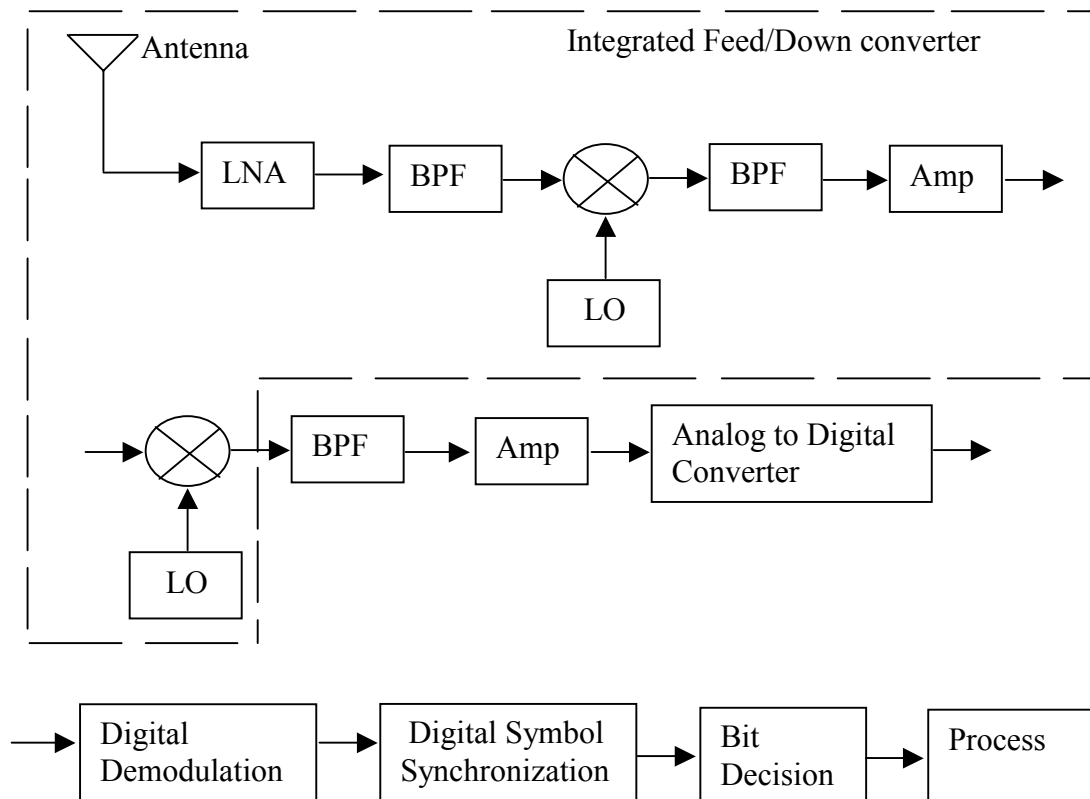 Antenna
Integrated Feed/Down converter
LNA
BPF
BPF
Amp
LO
BPF
Amp
Analog to Digital
Converter
LO
Digital
Demodulation
Digital Symbol
Synchronization
Bit
Decision
Process